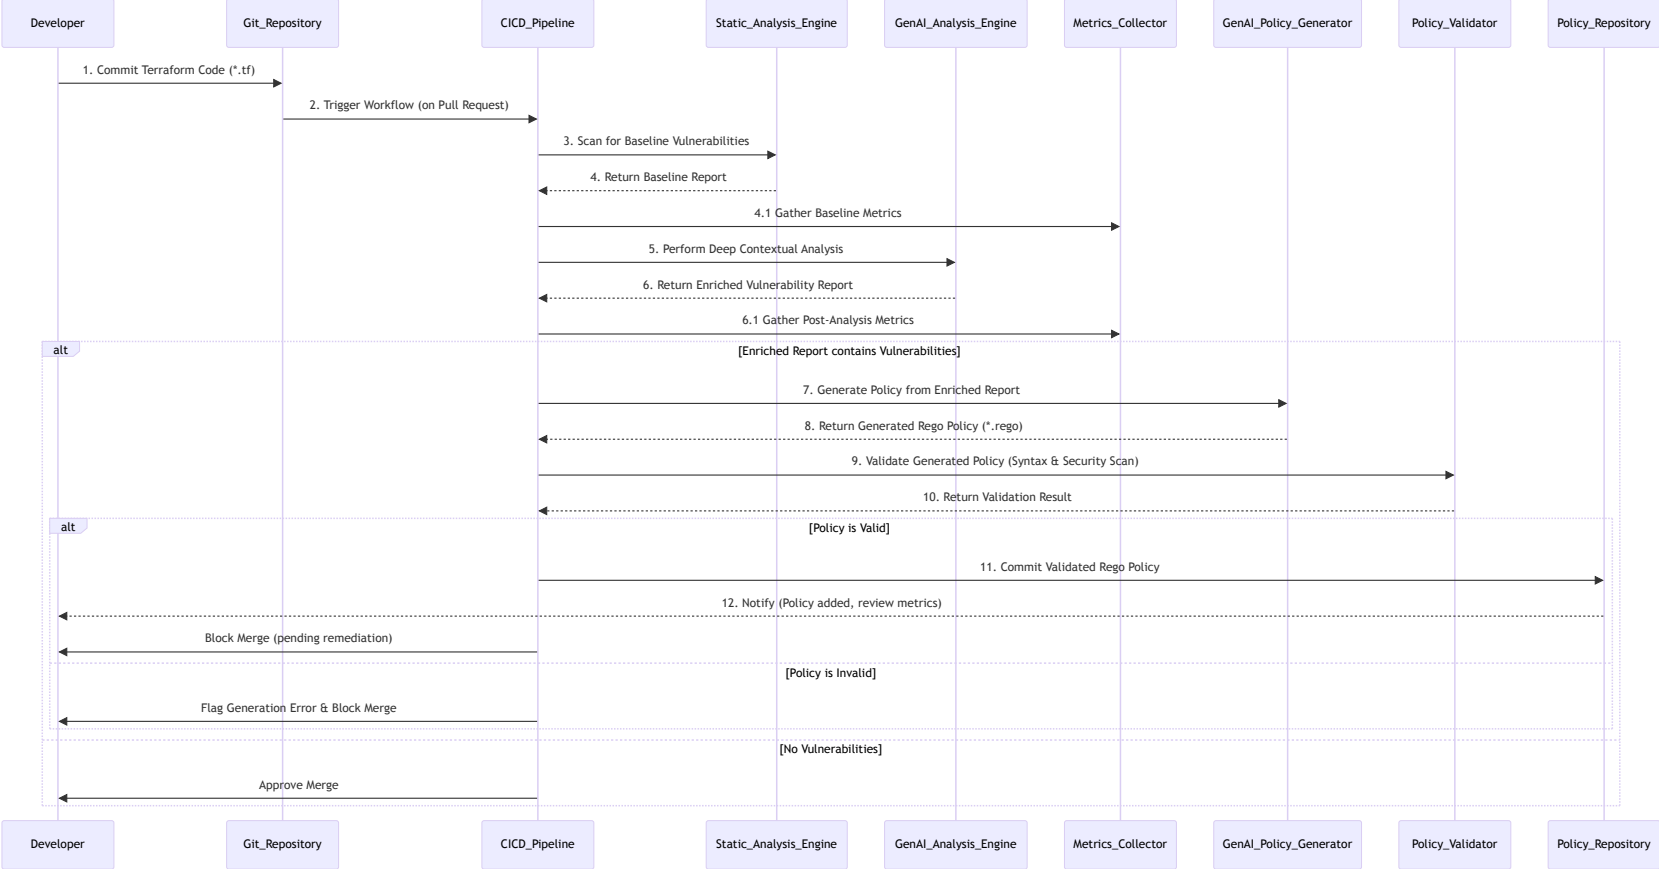 Developer
Git_Repository
CICD_Pipeline
Static_Analysis_Engine
GenAI_Analysis_Engine
Metrics_Collector
GenAI_Policy_Generator
Policy_Validator
Policy_Repository
1. Commit Terraform Code (*.tf)
2. Trigger Workflow (on Pull Request)
3. Scan for Baseline Vulnerabilities
4. Return Baseline Report
4.1 Gather Baseline Metrics
5. Perform Deep Contextual Analysis
6. Return Enriched Vulnerability Report
6.1 Gather Post-Analysis Metrics
alt
[Enriched Report contains Vulnerabilities]
7. Generate Policy from Enriched Report
8. Return Generated Rego Policy (*.rego)
9. Validate Generated Policy (Syntax & Security Scan)
10. Return Validation Result
alt
[Policy is Valid]
11. Commit Validated Rego Policy
12. Notify (Policy added, review metrics)
Block Merge (pending remediation)
[Policy is Invalid]
Flag Generation Error & Block Merge
[No Vulnerabilities]
Approve Merge
Developer
Git_Repository
CICD_Pipeline
Static_Analysis_Engine
GenAI_Analysis_Engine
Metrics_Collector
GenAI_Policy_Generator
Policy_Validator
Policy_Repository